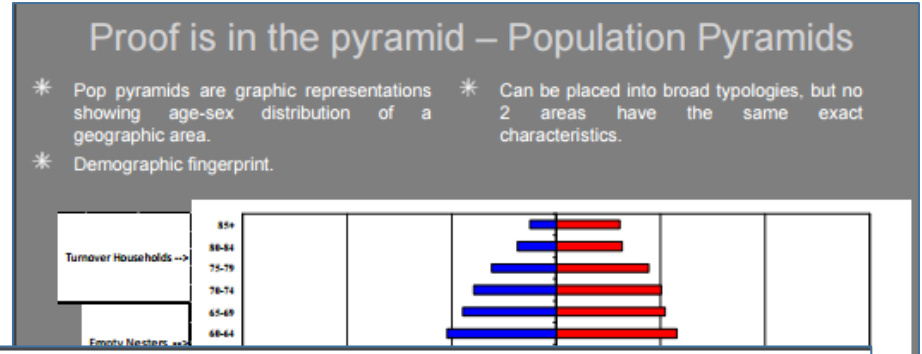 Proof is in the pyramid – Population Pyramids
Pop pyramids are graphic representations
showing age-sex distribution of a
geographic area.
Demographic fingerprint.
Can be placed into broad typologies, but no
2 areas have the same exact
characteristics.
85+
80-84
Turnover Households -->
75-79
70-74
65-69
60-64
Empty Nesters -->